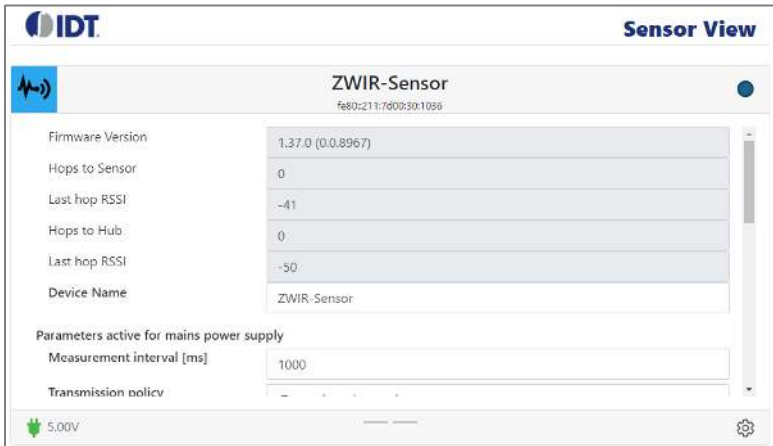 IDT
Sensor View
ZWIR-Sensor
fe80::211:7d00:30:1036
Firmware Version 1.37.0 (0.0.8967)
Hops to Sensor 0
Last hop RSSI -41
Hops to Hub 0
Last hop RSSI -50
Device Name ZWIR-Sensor
Parameters active for mains power supply
Measurement interval [ms] 1000
Transmission policy
5.00V